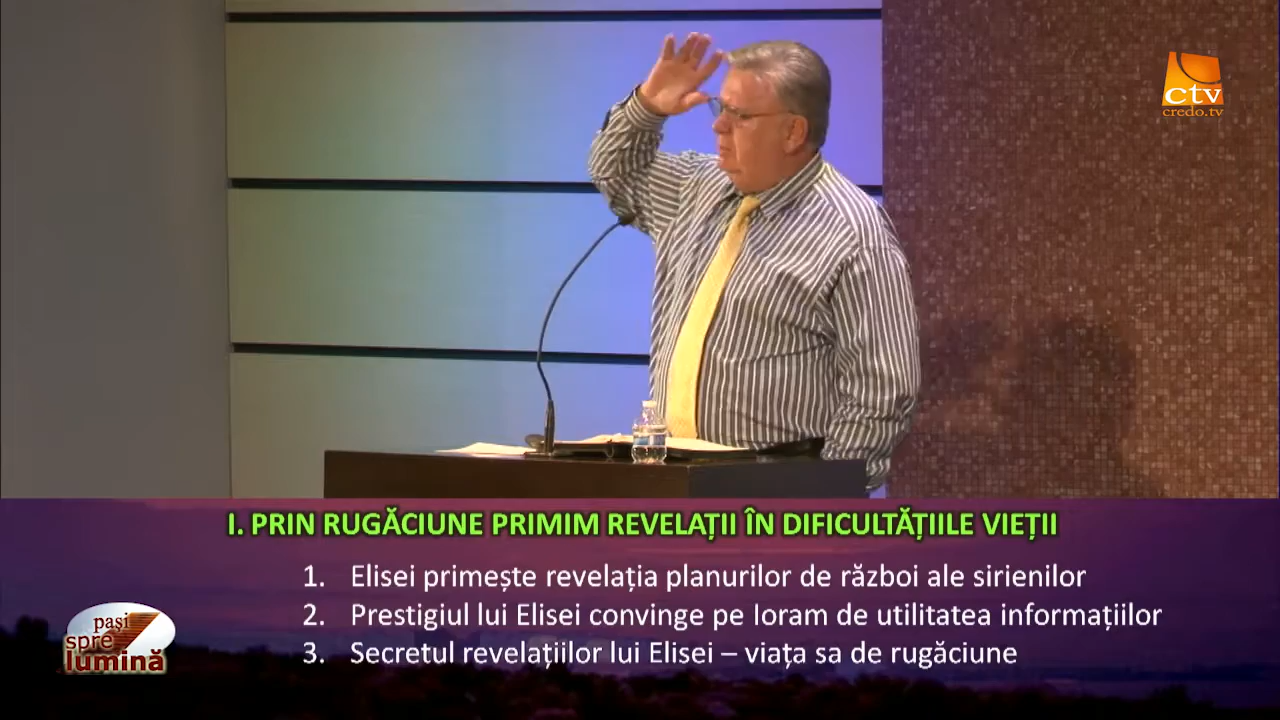 ctv
credo.tv
I. PRIN RUGĂCIUNE PRIMIM REVELAȚII ÎN DIFICULTĂȚIILE VIEȚII
1. Elisei primește revelația planurilor de război ale sirienilor
2. Prestigiul lui Elisei convinge pe Ioram de utilitatea informațiilor
3. Secretul revelațiilor lui Elisei – viața sa de rugăciune
pași
spre
lumină